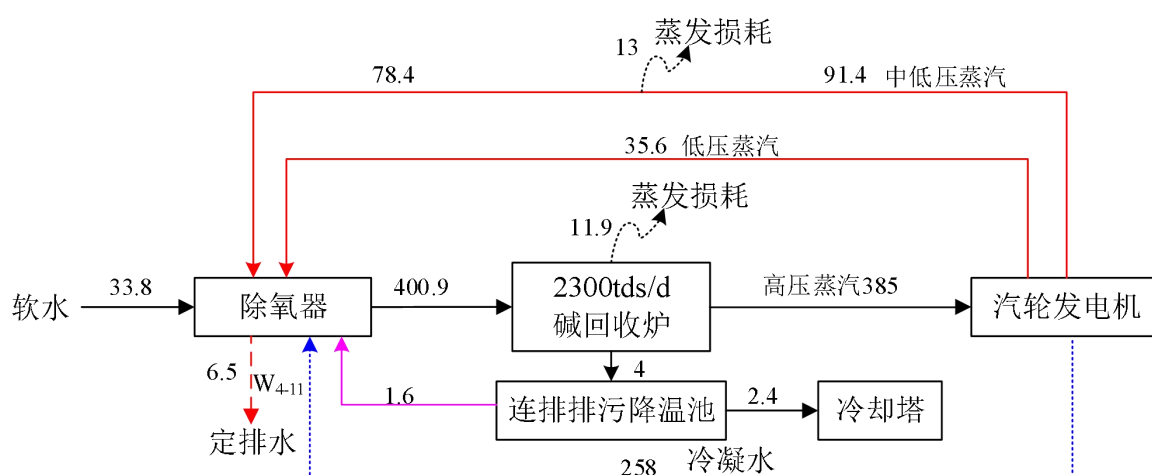 蒸发损耗
13
78.4
91.4 中低压蒸汽
35.6 低压蒸汽
蒸发损耗
11.9
软水
33.8
除氧器
400.9
2300tds/d
碱回收炉
高压蒸汽385
汽轮发电机
6.5
W4-11
定排水
4
1.6
连排排污降温池
2.4
冷却塔
258
冷凝水